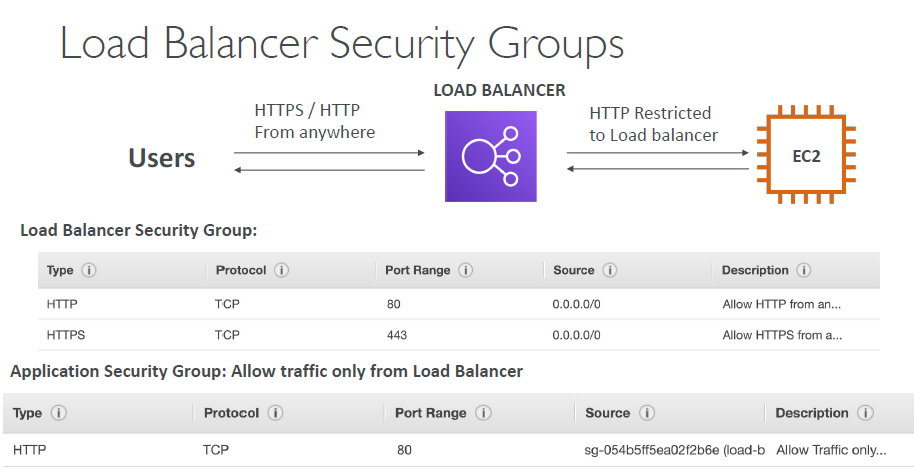 Load Balancer Security Groups
LOAD BALANCER
HTTPS / HTTP
From anywhere
HTTP Restricted
to Load balancer
Users
EC2
Load Balancer Security Group:
Type Protocol Port Range Source Description
HTTP TCP 80 0.0.0.0/0 Allow HTTP from an...
HTTPS TCP 443 0.0.0.0/0 Allow HTTPS from a...
Application Security Group: Allow traffic only from Load Balancer
Type Protocol Port Range Source Description
HTTP TCP 80 sg-054b5ff5ea02f2b6e (load-b Allow Traffic only...